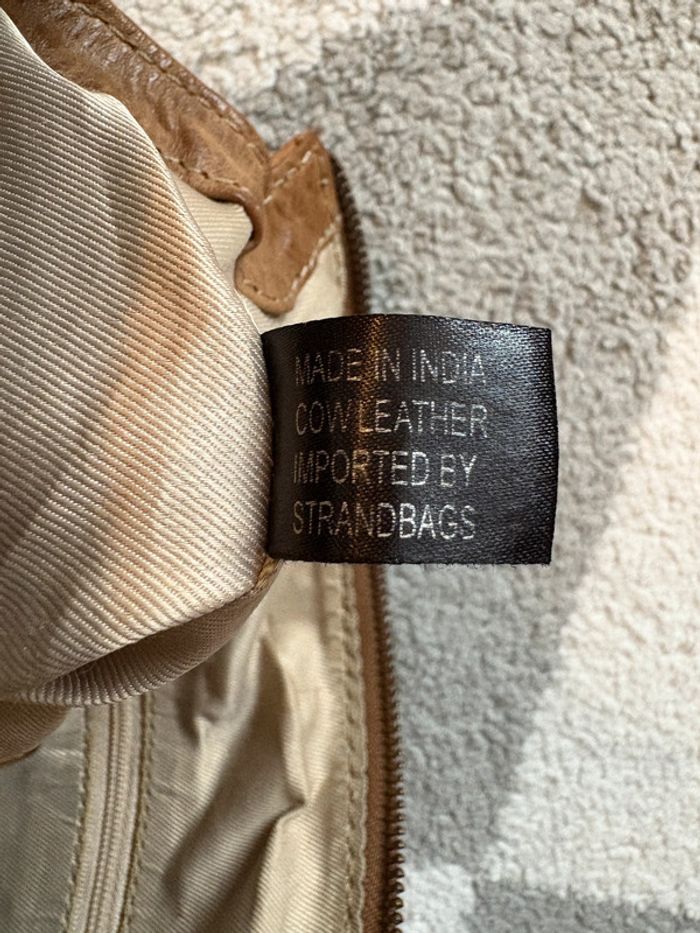 MADE IN INDIA
COW LEATHER
IMPORTED BY
STRANDBAGS